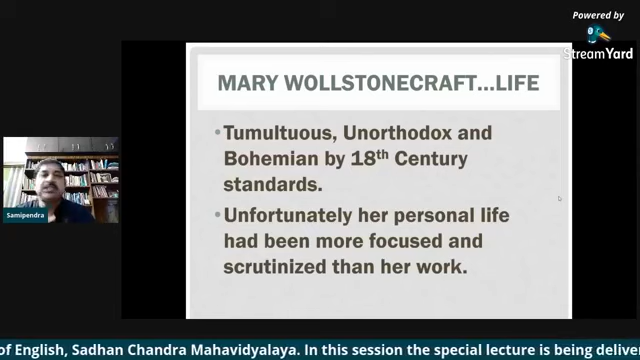 Powered by
StreamYard
MARY WOLLSTONECRAFT...LIFE
•Tumultuous, Unorthodox and
Bohemian by 18th Century
standards.
•Unfortunately her personal life
had been more focused and
scrutinized than her work.
Samipendra
of English, Sadhan Chandra Mahavidyalaya. In this session the special lecture is being deliver